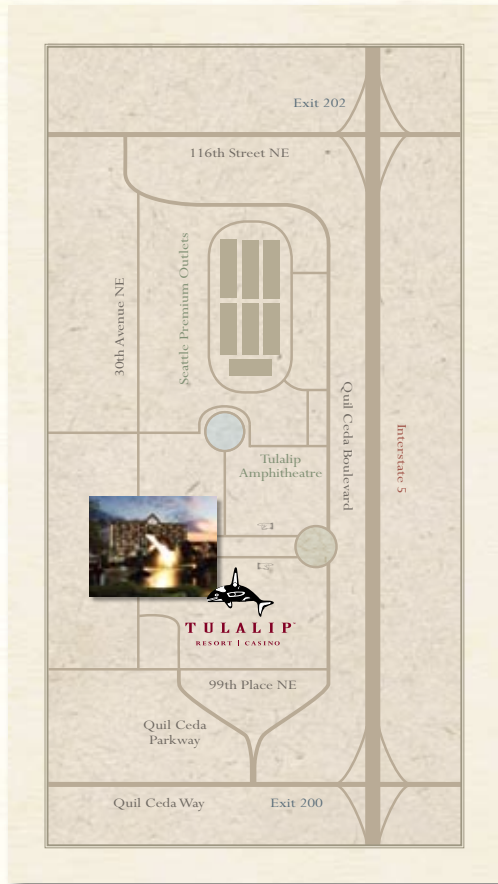 Exit 202
116th Street NE
Seattle Premium Outlets
30th Avenue NE
Quil Ceda Boulevard
Interstate 5
Tulalip
Amphitheatre
TULALIP™
RESORT | CASINO
99th Place NE
Quil Ceda
Parkway
Quil Ceda Way
Exit 200